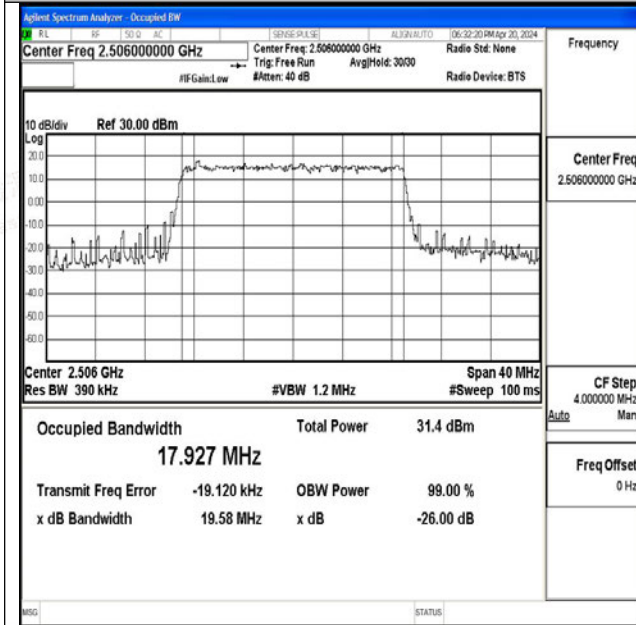 Agilent Spectrum Analyzer - Occupied BW
RL RF 50 Ω AC SENSE:PULSE ALIGN AUTO 06:32:20 PM Apr 20, 2024
Center Freq 2.506000000 GHz
Center Freq: 2.506000000 GHz
Radio Std: None
Trig: Free Run Avg|Hold: 30/30
#IFGain:Low
#Atten: 40 dB
Radio Device: BTS
10 dB/div Ref 30.00 dBm
Log
20.0
10.0
0.00
-10.0
-20.0
-30.0
-40.0
-50.0
-60.0
Center 2.506 GHz Span 40 MHz
Res BW 390 kHz #VBW 1.2 MHz #Sweep 100 ms
Occupied Bandwidth Total Power 31.4 dBm
17.927 MHz
Transmit Freq Error -19.120 kHz OBW Power 99.00 %
x dB Bandwidth 19.58 MHz x dB -26.00 dB
MSG STATUS
Frequency
Center Freq
2.506000000 GHz
CF Step
4.000000 MHz
Auto Man
Freq Offset
0 Hz